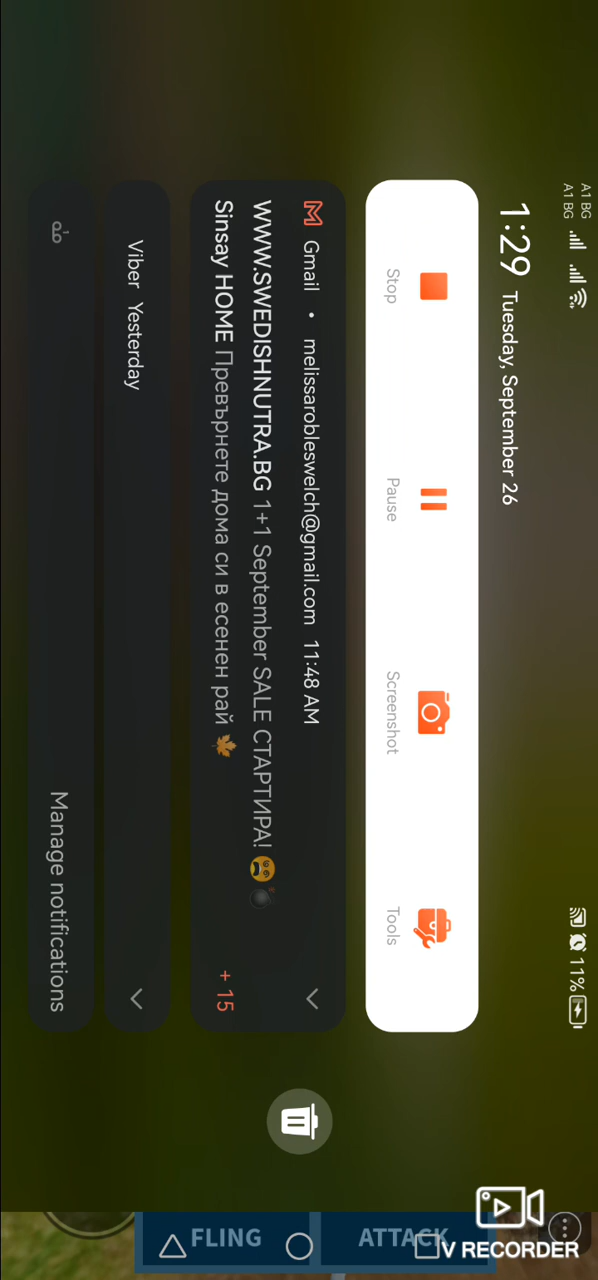 A1 BG
A1 BG
11%
1:29 Tuesday, September 26
Stop
Pause
Screenshot
Tools
Gmail • melissarobleswelch@gmail.com 11:48 AM
WWW.SWEDISHNUTRA.BG 1+1 September SALE СТАРТИРА! 😨💣
Sinsay HOME Превърнете дома си в есенен рай 🍁
+ 15
Viber Yesterday
Manage notifications
FLING
ATTACK
V RECORDER